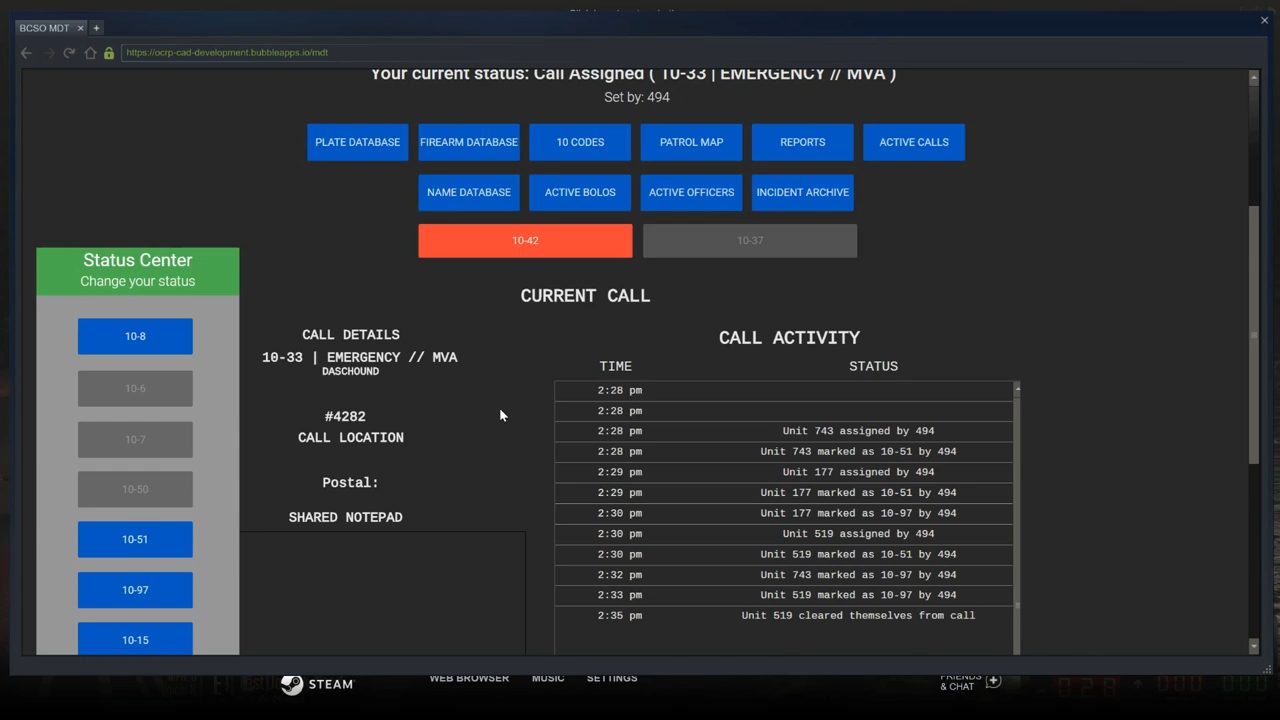 BCSO MDT
https://ocrp-cad-development.bubbleapps.io/mdt
Your current status: Call Assigned ( 10-33 | EMERGENCY // MVA )
Set by: 494
PLATE DATABASE
FIREARM DATABASE
10 CODES
PATROL MAP
REPORTS
ACTIVE CALLS
NAME DATABASE
ACTIVE BOLOS
ACTIVE OFFICERS
INCIDENT ARCHIVE
10-42
10-37
Status Center
Change your status
10-8
10-6
10-7
10-50
10-51
10-97
10-15
CURRENT CALL
CALL DETAILS
10-33 | EMERGENCY // MVA
DASCHOUND
#4282
CALL LOCATION
Postal:
SHARED NOTEPAD
CALL ACTIVITY
TIME STATUS
2:28 pm
2:28 pm
2:28 pm Unit 743 assigned by 494
2:28 pm Unit 743 marked as 10-51 by 494
2:29 pm Unit 177 assigned by 494
2:29 pm Unit 177 marked as 10-51 by 494
2:30 pm Unit 177 marked as 10-97 by 494
2:30 pm Unit 519 assigned by 494
2:30 pm Unit 519 marked as 10-51 by 494
2:32 pm Unit 743 marked as 10-97 by 494
2:33 pm Unit 519 marked as 10-97 by 494
2:35 pm Unit 519 cleared themselves from call
STEAM
WEB BROWSER
MUSIC
SETTINGS
FRIENDS
& CHAT